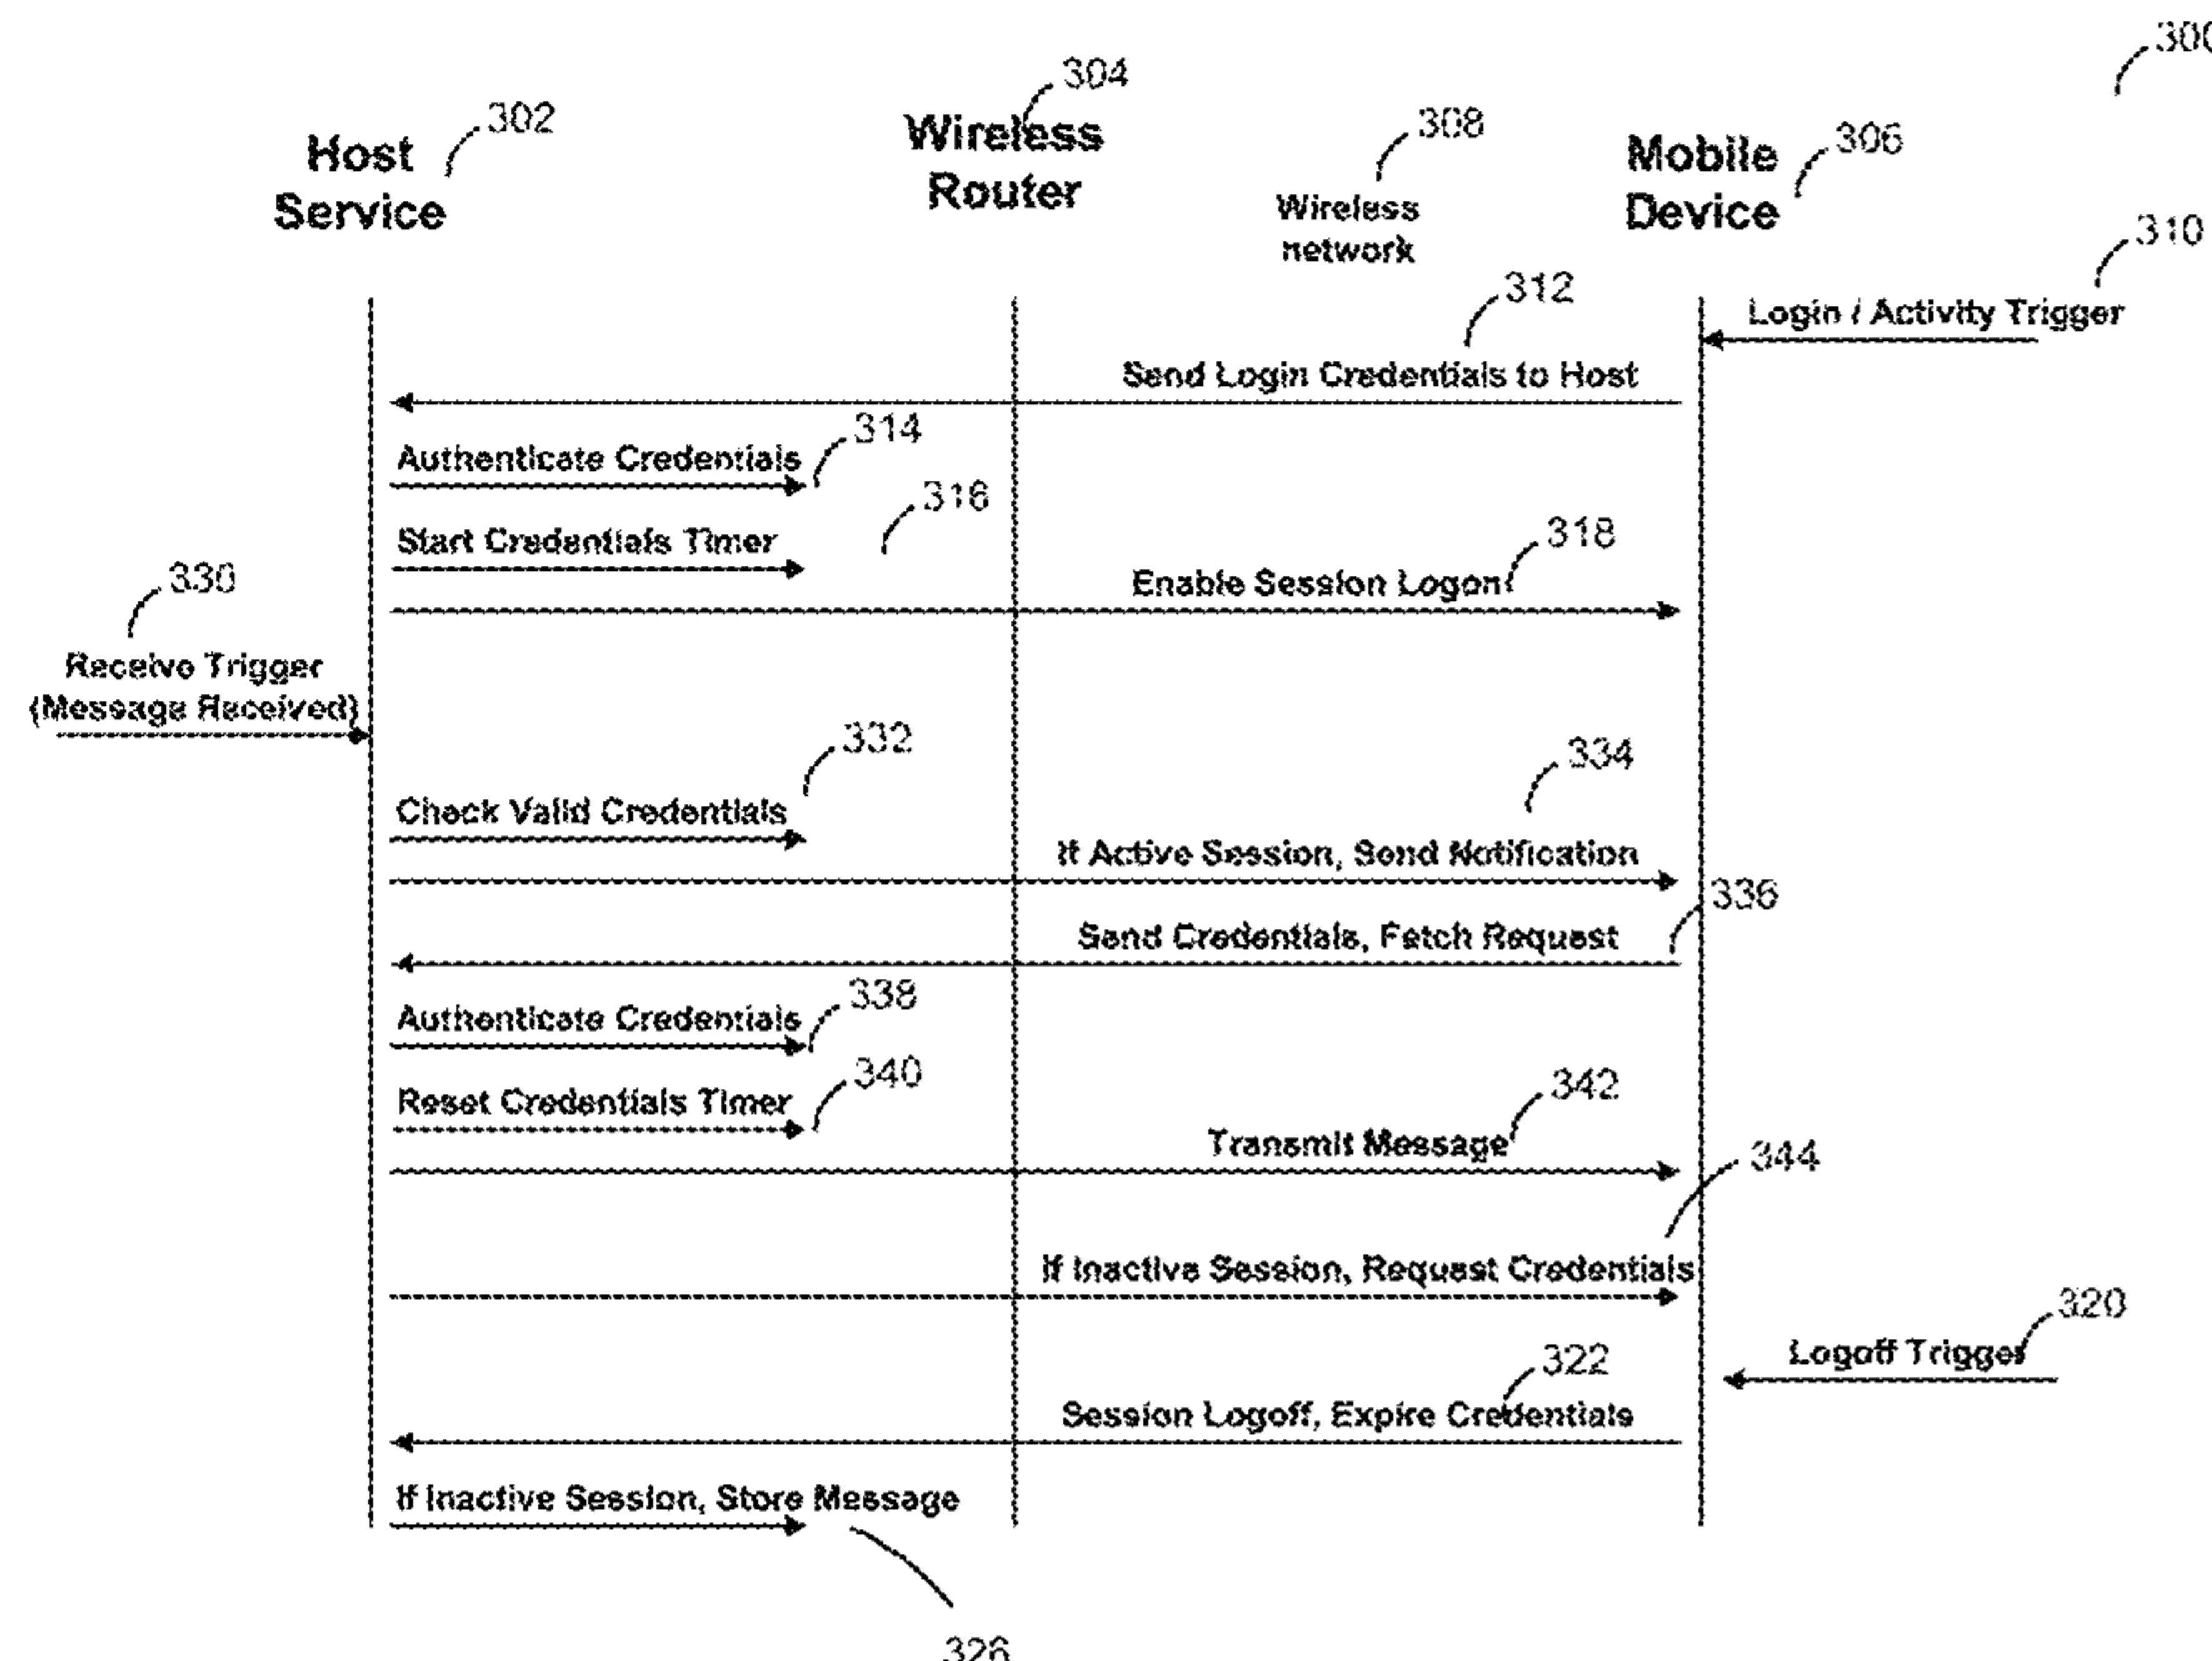 300
304
302
308
306
Host
Service
Wireless
Router
Wireless
network
Mobile
Device
310
Login / Activity Trigger
312
Send Login Credentials to Host
314
Authenticate Credentials
316
Start Credentials Timer
318
Enable Session Logon
330
Receive Trigger
(Message Received)
332
Check Valid Credentials
334
If Active Session, Send Notification
336
Send Credentials, Fetch Request
338
Authenticate Credentials
340
Reset Credentials Timer
342
Transmit Message
344
If Inactive Session, Request Credentials
320
Logoff Trigger
322
Session Logoff, Expire Credentials
If Inactive Session, Store Message
326